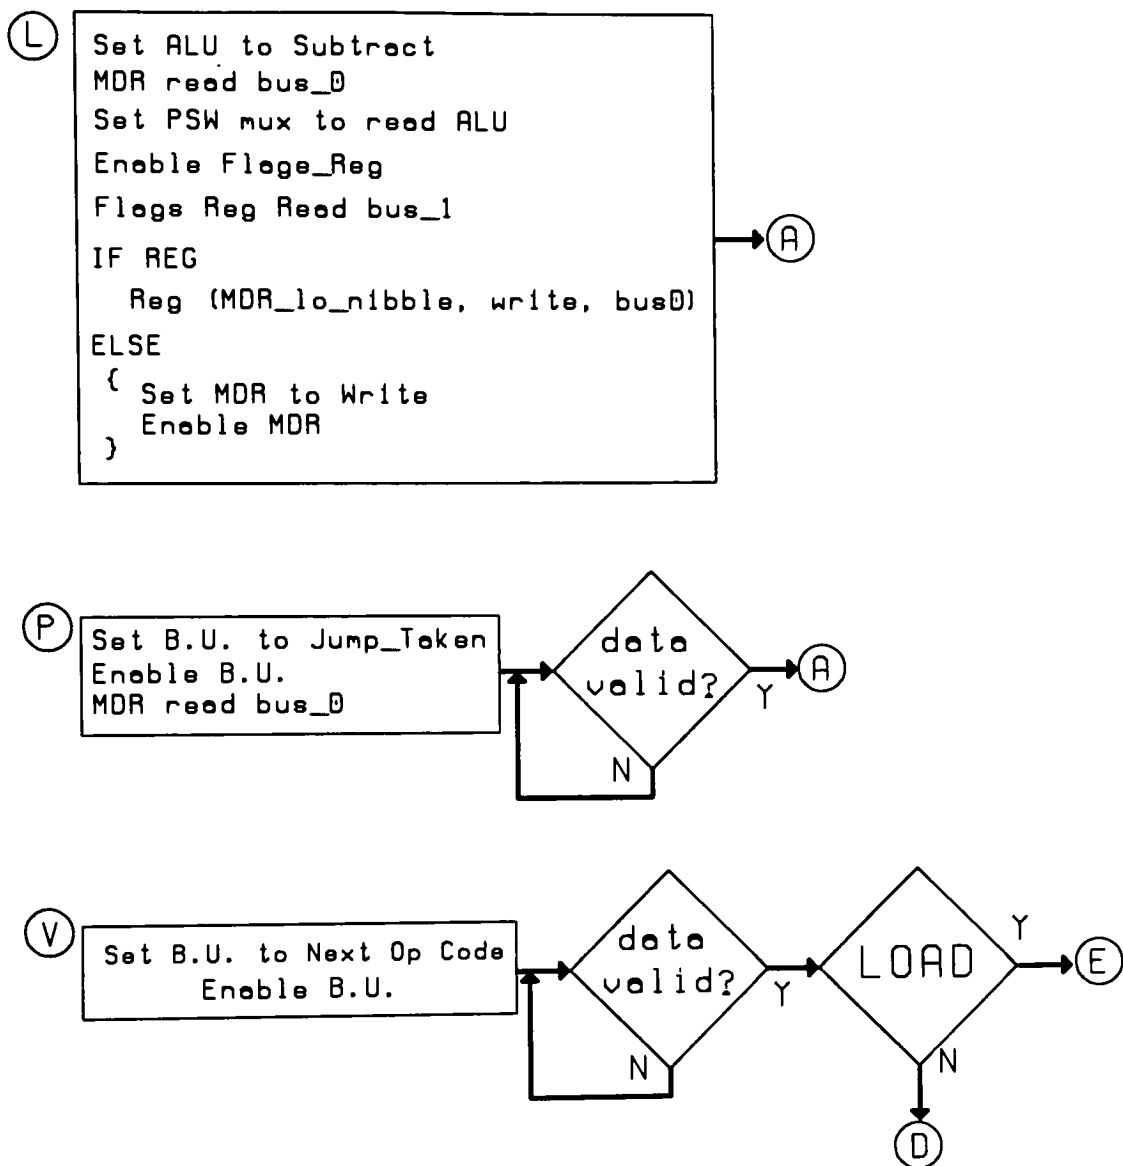 L
Set ALU to Subtract
MDR read bus_0
Set PSW mux to read ALU
Enable Flage_Reg
Flags Reg Read bus_1
IF REG
Reg (MDR_lo_nibble, write, bus0)
ELSE
{
Set MDR to Write
Enable MDR
}
A
P
Set B.U. to Jump_Taken
Enable B.U.
MDR read bus_0
data
valid?
Y
A
N
V
Set B.U. to Next Op Code
Enable B.U.
data
valid?
Y
N
LOAD
Y
E
N
D